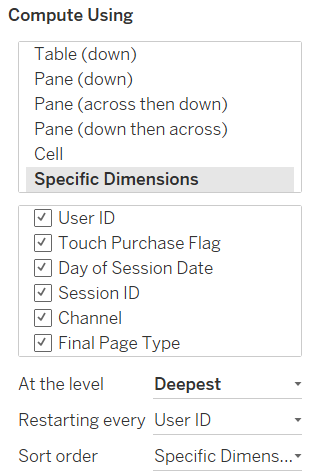 Compute Using
Table (down)
Pane (down)
Pane (across then down)
Pane (down then across)
Cell
Specific Dimensions
User ID
Touch Purchase Flag
Day of Session Date
Session ID
Channel
Final Page Type
At the level Deepest
Restarting every User ID
Sort order Specific Dimens...